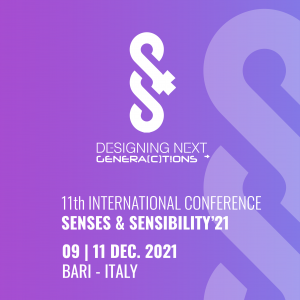 DESIGNING NEXT
GENERA(C)TIONS
11th INTERNATIONAL CONFERENCE
SENSES & SENSIBILITY'21
09 | 11 DEC. 2021
BARI - ITALY